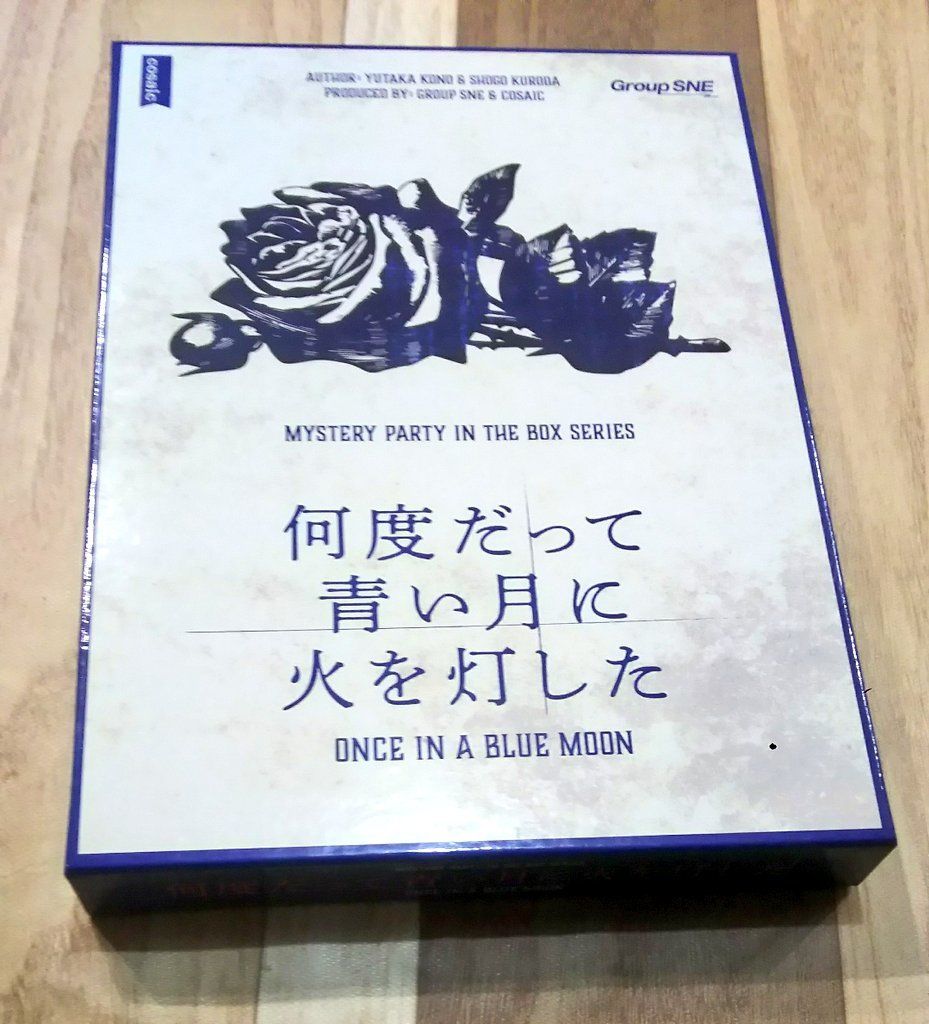 cosaic
AUTHOR: YUTAKA KONO & SHOGO KURODA
PRODUCED BY: GROUP SNE & COSAIC
Group SNE
MYSTERY PARTY IN THE BOX SERIES
何度だって
青い月に
火を灯した
ONCE IN A BLUE MOON